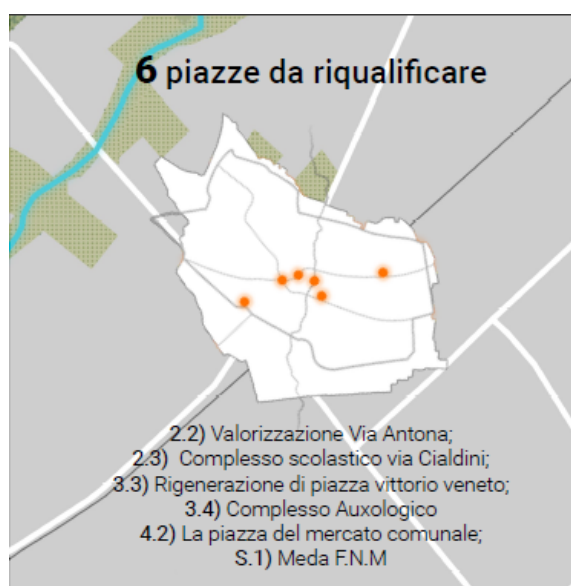 6 piazze da riqualificare
2.2) Valorizzazione Via Antona;
2.3) Complesso scolastico via Cialdini;
3.3) Rigenerazione di piazza vittorio veneto;
3.4) Complesso Auxologico
4.2) La piazza del mercato comunale;
S.1) Meda F.N.M